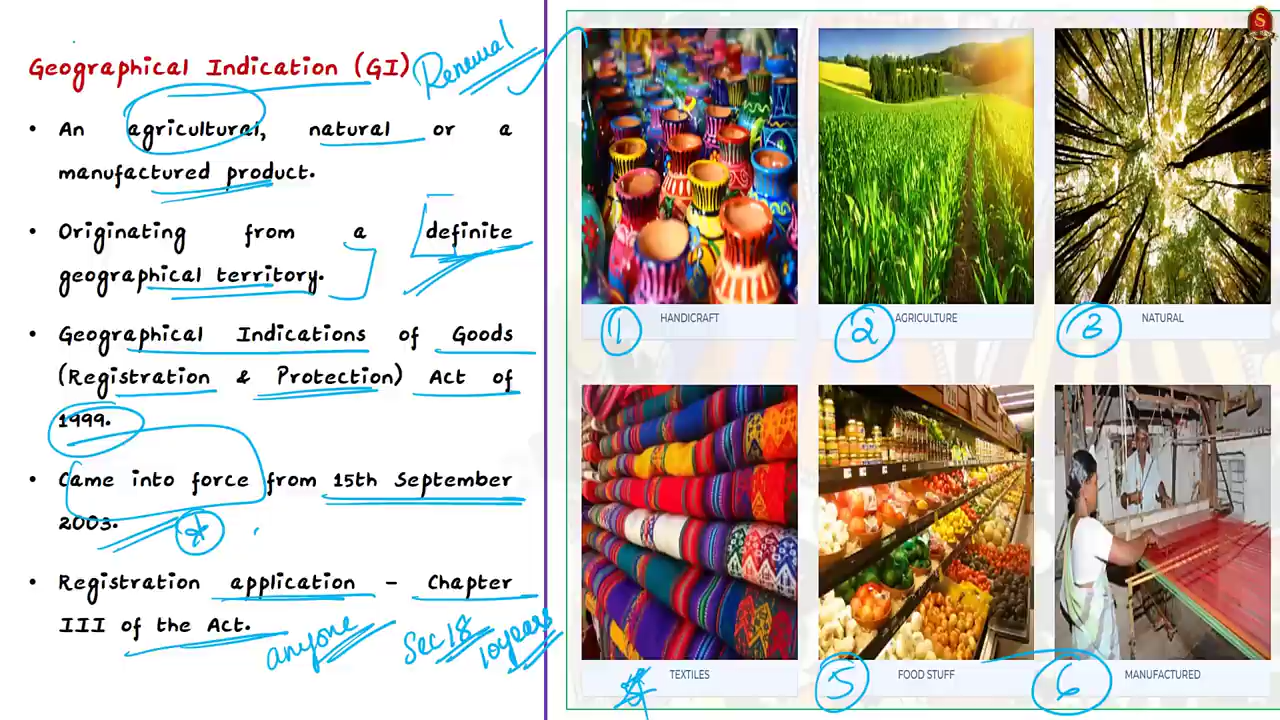 Geographical Indication (GI)
Renewal
• An agricultural, natural or a
manufactured product.
• Originating from a definite
geographical territory.
• Geographical Indications of Goods
(Registration & Protection) Act of
1999.
• Came into force from 15th September
2003.
• Registration application - Chapter
III of the Act.
anyone
Sec 18
10years
S
1 HANDICRAFT
2 AGRICULTURE
3 NATURAL
TEXTILES
5 FOOD STUFF
6 MANUFACTURED